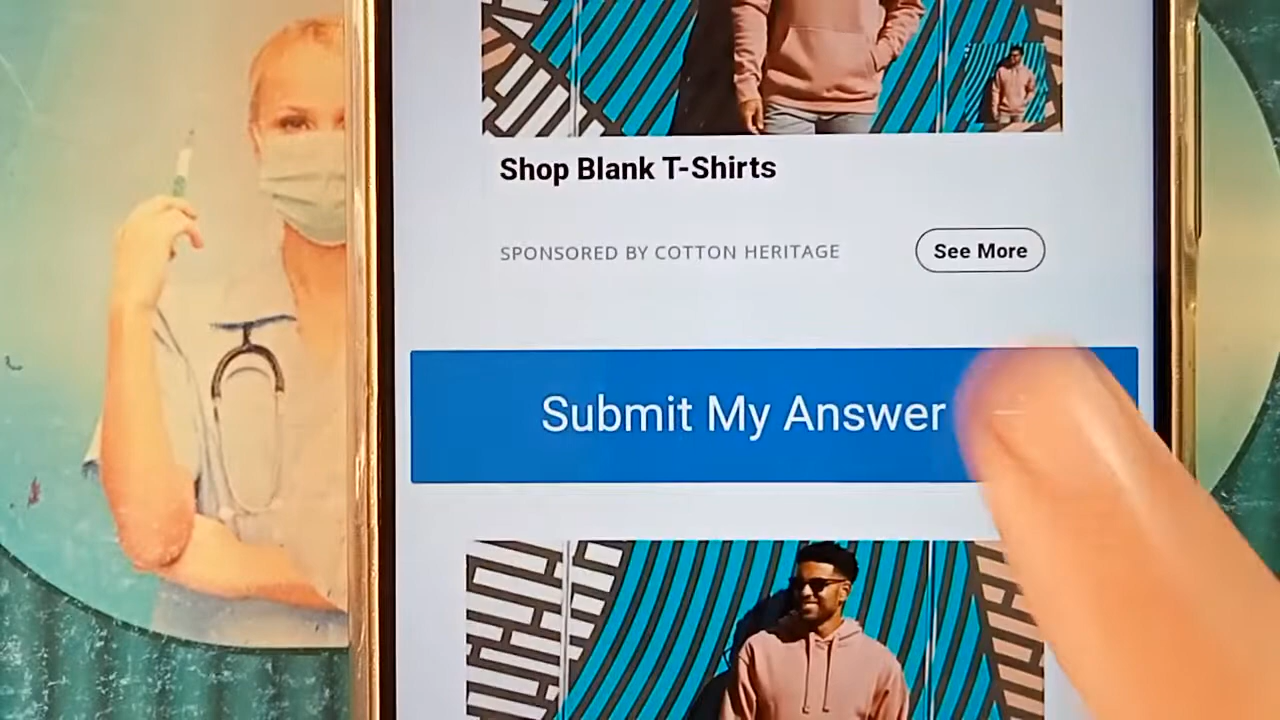 Shop Blank T-Shirts
SPONSORED BY COTTON HERITAGE
See More
Submit My Answer